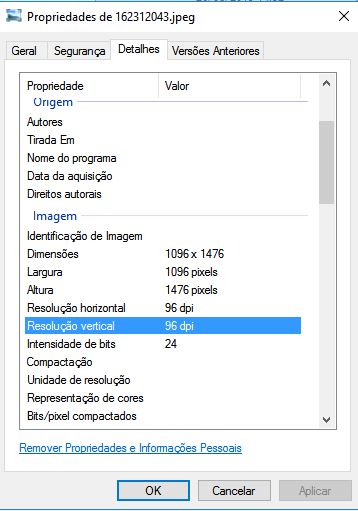 Propriedades de 162312043.jpeg
Geral Segurança Detalhes Versões Anteriores
Propriedade Valor
Origem
Autores
Tirada Em
Nome do programa
Data da aquisição
Direitos autorais
Imagem
Identificação de Imagem
Dimensões 1096 x 1476
Largura 1096 pixels
Altura 1476 pixels
Resolução horizontal 96 dpi
Resolução vertical 96 dpi
Intensidade de bits 24
Compactação
Unidade de resolução
Representação de cores
Bits/pixel compactados
Remover Propriedades e Informações Pessoais
OK Cancelar Aplicar